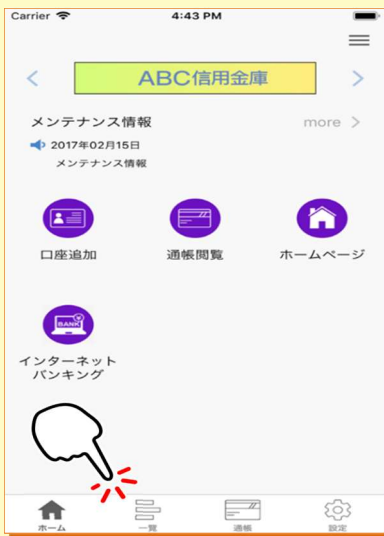 Carrier 4:43 PM
< ABC信用金庫 >
メンテナンス情報 more >
2017年02月15日
メンテナンス情報
口座追加 通帳閲覧 ホームページ
BANK
インターネット
バンキング
ホーム 一覧 通帳 設定